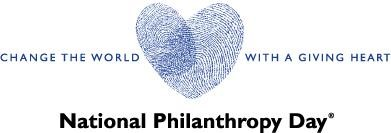 CHANGE THE WORLD WITH A GIVING HEART
National Philanthropy Day®